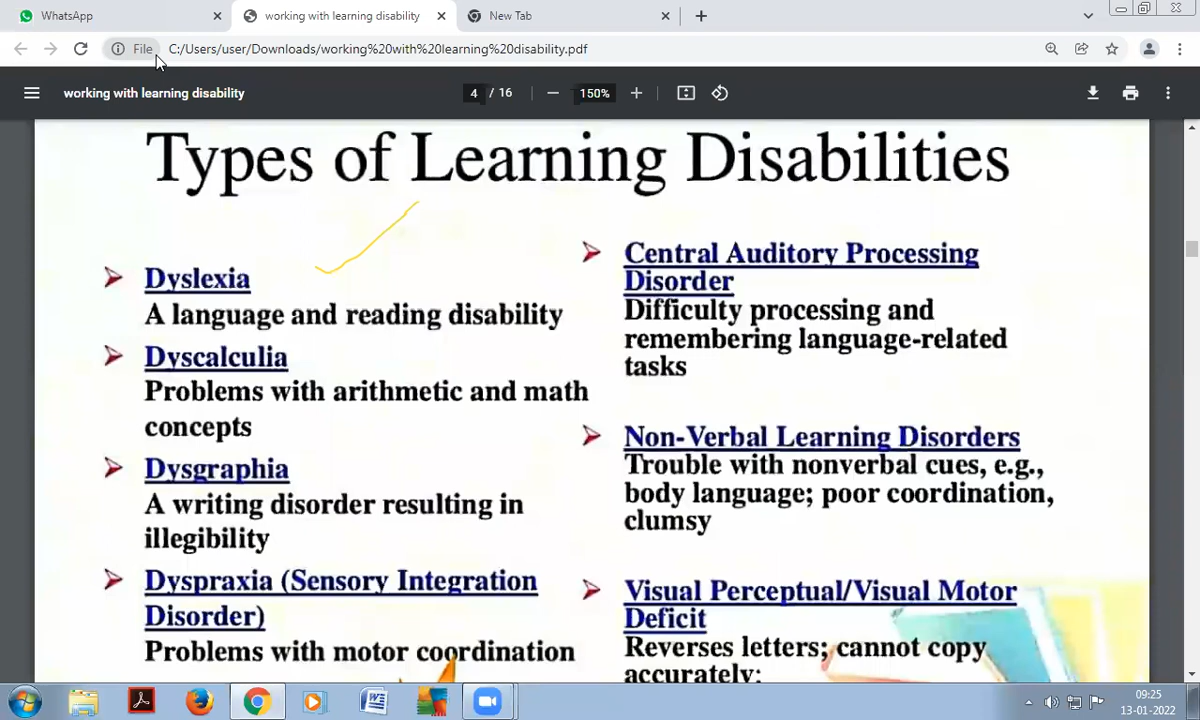 WhatsApp
working with learning disability
New Tab
File
C:/Users/user/Downloads/working%20with%20learning%20disability.pdf
working with learning disability
4 / 16
150%
Types of Learning Disabilities
Dyslexia
A language and reading disability
Dyscalculia
Problems with arithmetic and math
concepts
Dysgraphia
A writing disorder resulting in
illegibility
Dyspraxia (Sensory Integration
Disorder)
Problems with motor coordination
Central Auditory Processing
Disorder
Difficulty processing and
remembering language-related
tasks
Non-Verbal Learning Disorders
Trouble with nonverbal cues, e.g.,
body language; poor coordination,
clumsy
Visual Perceptual/Visual Motor
Deficit
Reverses letters; cannot copy
accurately;
09:25
13-01-2022